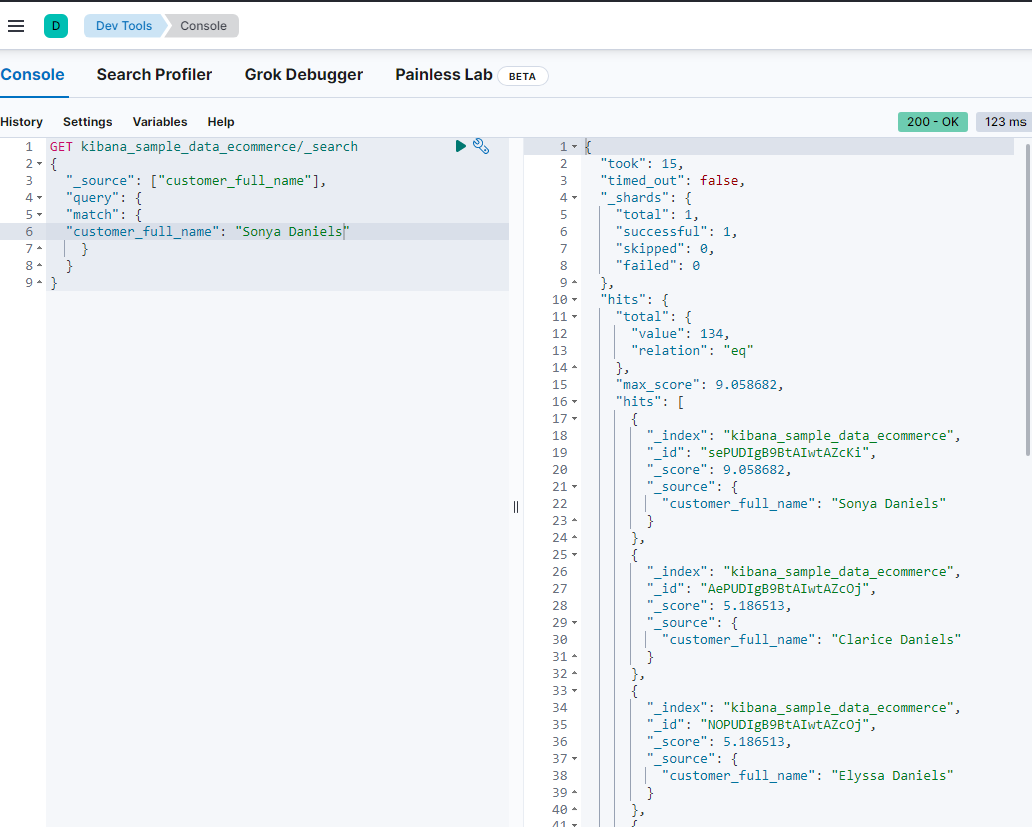 D Dev Tools Console
Console Search Profiler Grok Debugger Painless Lab BETA
History Settings Variables Help 200 - OK 123 ms
1 GET kibana_sample_data_ecommerce/_search
2 {
3 "_source": ["customer_full_name"],
4 "query": {
5 "match": {
6 "customer_full_name": "Sonya Daniels"
7 }
8 }
9 }
1 {
2 "took": 15,
3 "timed_out": false,
4 "_shards": {
5 "total": 1,
6 "successful": 1,
7 "skipped": 0,
8 "failed": 0
9 },
10 "hits": {
11 "total": {
12 "value": 134,
13 "relation": "eq"
14 },
15 "max_score": 9.058682,
16 "hits": [
17 {
18 "_index": "kibana_sample_data_ecommerce",
19 "_id": "sePUDIgB9BtAIwtAZcKi",
20 "_score": 9.058682,
21 "_source": {
22 "customer_full_name": "Sonya Daniels"
23 }
24 },
25 {
26 "_index": "kibana_sample_data_ecommerce",
27 "_id": "AePUDIgB9BtAIwtAZcOj",
28 "_score": 5.186513,
29 "_source": {
30 "customer_full_name": "Clarice Daniels"
31 }
32 },
33 {
34 "_index": "kibana_sample_data_ecommerce",
35 "_id": "NOPUDIgB9BtAIwtAZcOj",
36 "_score": 5.186513,
37 "_source": {
38 "customer_full_name": "Elyssa Daniels"
39 }
40 },
41 {